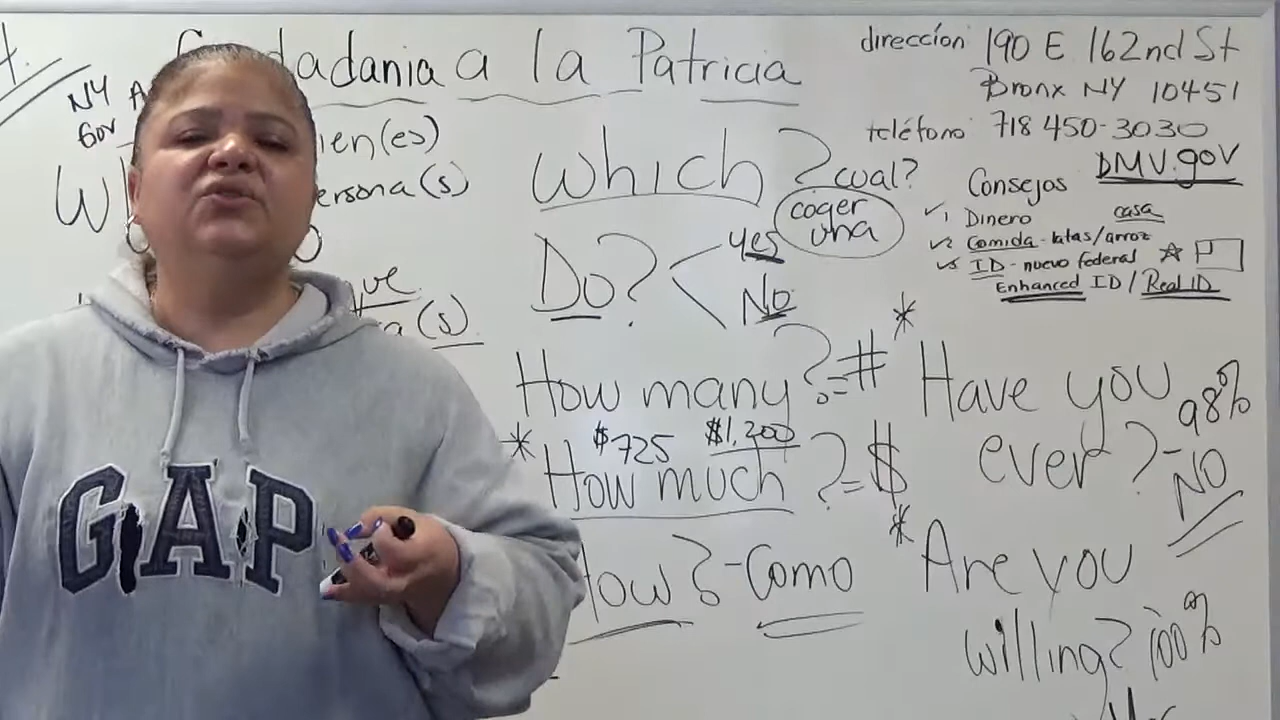 dadania a la Patricia
NY A
Gov
ien(es)
ersona(s)
(s)
Which? cual?
coger
una
Do? < yes
No
How many? = #
$725 $1,200
* How much? = $
How? - Como
dirección 190 E 162nd St
Bronx NY 10451
teléfono 718 450-3030
Consejos DMV.gov
✓1 Dinero casa
✓2 Comida - latas/arroz
✓3 ID - nuevo federal
Enhanced ID / Real ID
* Have you
ever? - 98%
NO
* Are you
willing? 100%
GAP